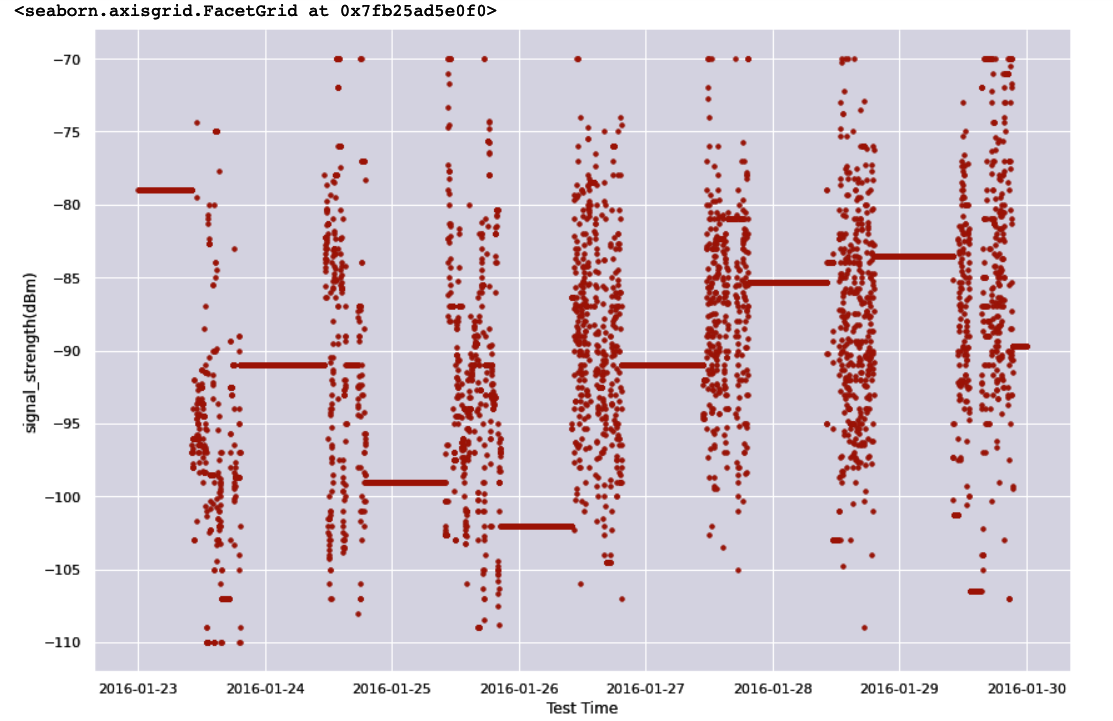 <seaborn.axisgrid.FacetGrid at 0x7fb25ad5e0f0>
−70
−75
−80
−85
−90
−95
−100
−105
−110
signal_strength(dBm)
2016-01-23 2016-01-24 2016-01-25 2016-01-26 2016-01-27 2016-01-28 2016-01-29 2016-01-30
Test Time